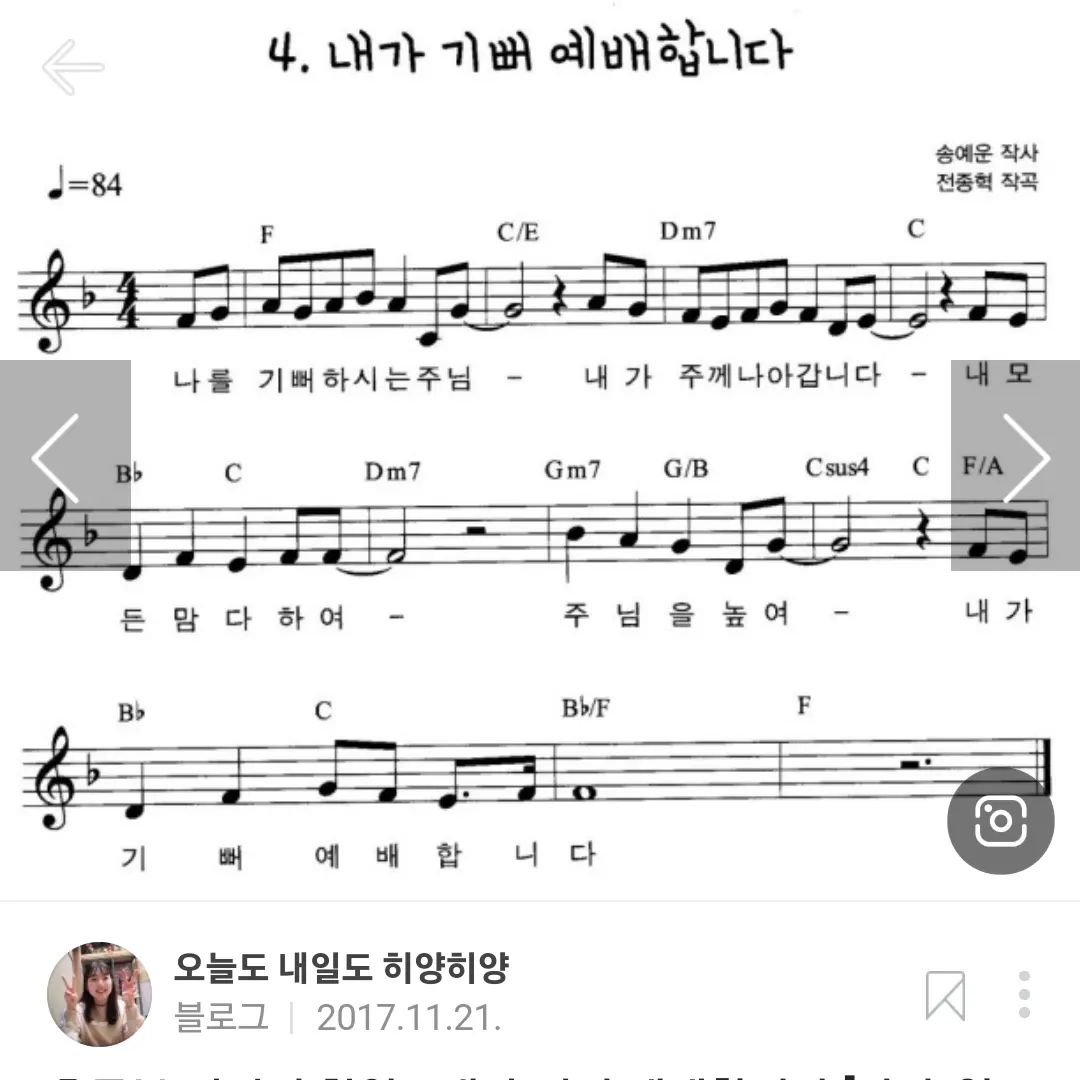 4. 내가 기뻐 예배합니다
송예운 작사
♩=84
전종혁 작곡
F C/E Dm7 C
4/4
나를 기뻐하시는주님 – 내 가 주께나아갑니다 – 내 모
B♭ C Dm7 Gm7 G/B Csus4 C F/A
든 맘 다 하 여 – 주 님 을 높 여 – 내 가
B♭ C B♭/F F
기 뻐 예 배 합 니 다
오늘도 내일도 히양히양
블로그 | 2017.11.21.